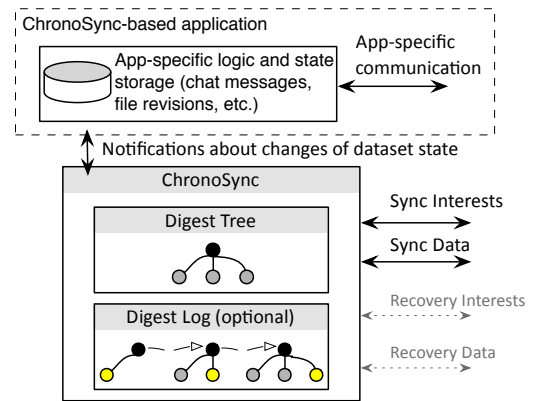 ChronoSync-based application
App-specific logic and state
storage (chat messages,
file revisions, etc.)
App-specific
communication
Notifications about changes of dataset state
ChronoSync
Digest Tree
Sync Interests
Sync Data
Digest Log (optional)
Recovery Interests
Recovery Data